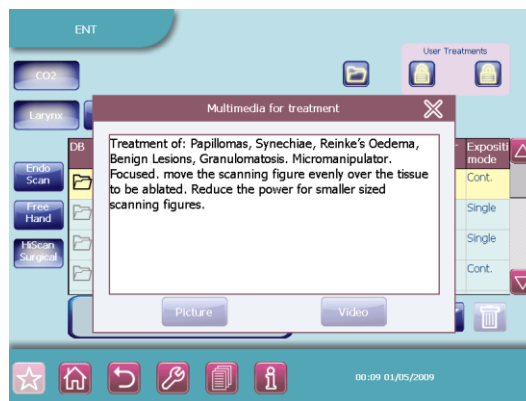 ENT
User Treatments
CO2
Multimedia for treatment
Larynx
DB
Expositi
mode
Treatment of: Papillomas, Synechiae, Reinke's Oedema,
Benign Lesions, Granulomatosis. Micromanipulator.
Focused. move the scanning figure evenly over the tissue
to be ablated. Reduce the power for smaller sized
scanning figures.
Endo
Scan
Cont.
Free
Hand
Single
HiScan
Surgical
Single
Cont.
Picture
Video
00:09 01/05/2009